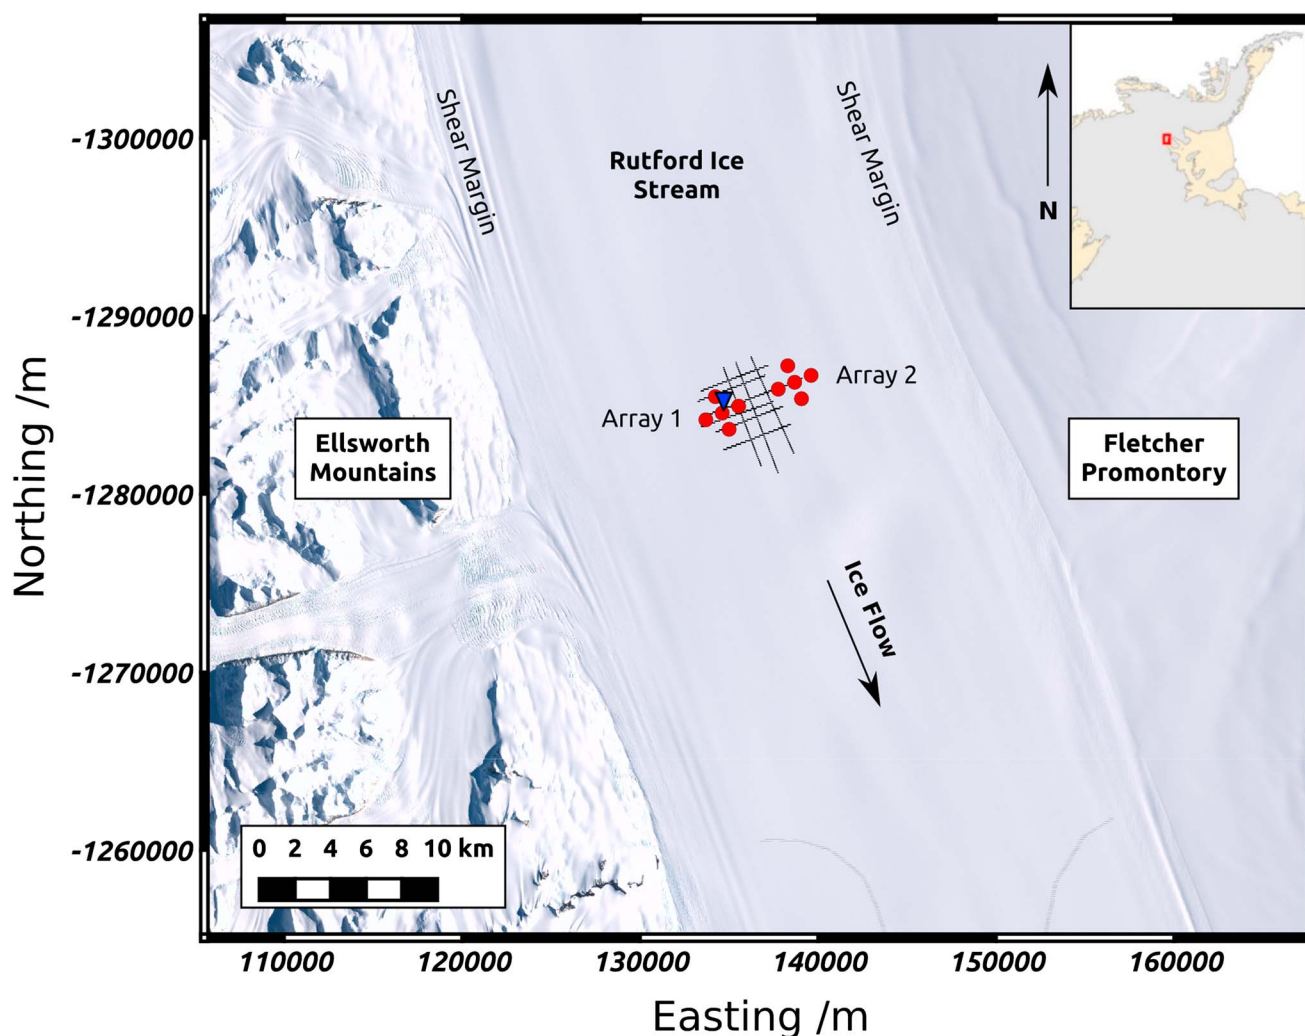 -1300000
-1290000
-1280000
-1270000
-1260000
Northing /m
Shear Margin
Rutford Ice
Stream
Shear Margin
N
Array 2
Array 1
Ellsworth
Mountains
Fletcher
Promontory
Ice Flow
0 2 4 6 8 10 km
110000 120000 130000 140000 150000 160000
Easting /m